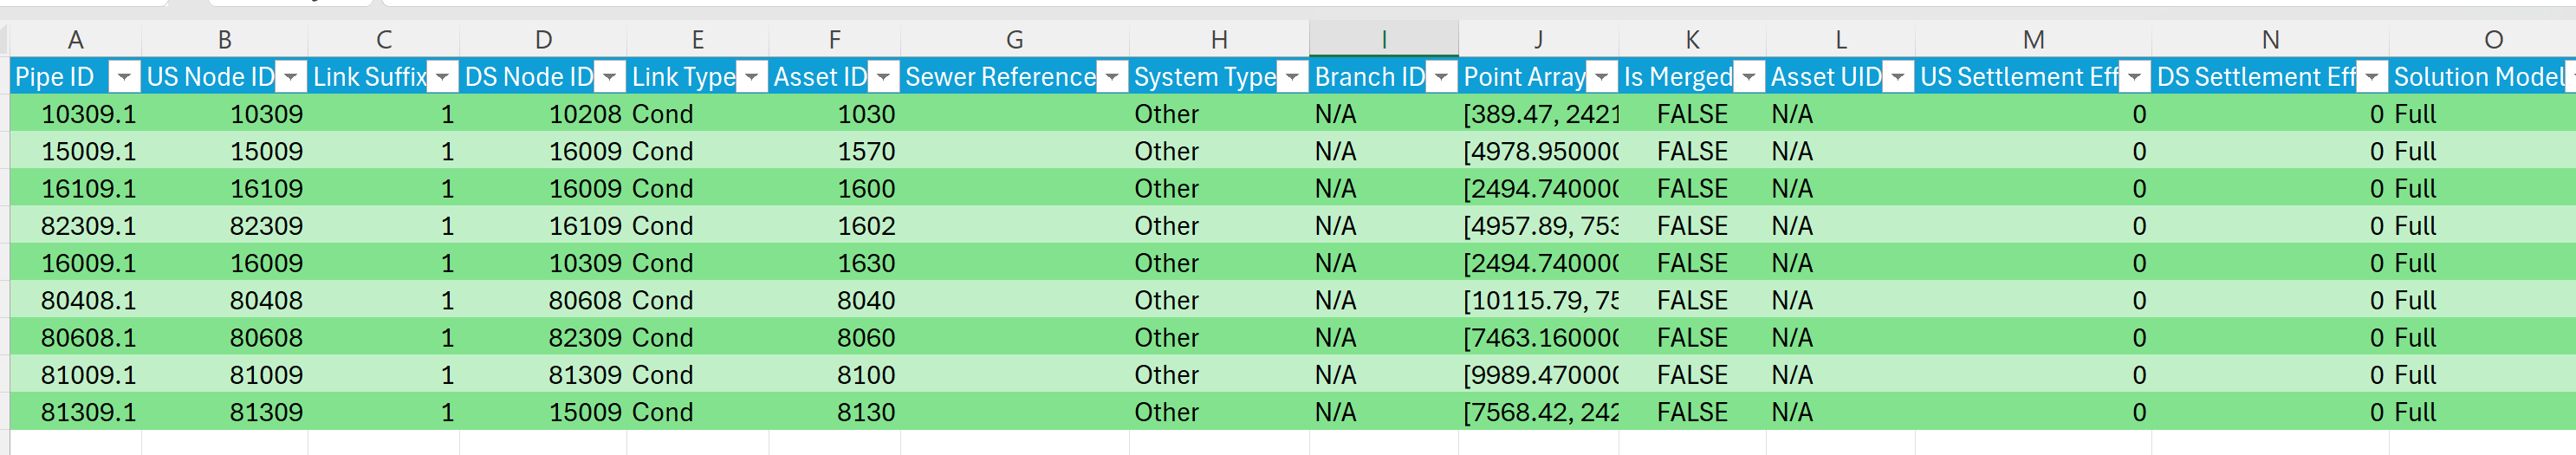 A B C D E F G H I J K L M N O
Pipe ID US Node ID Link Suffix DS Node ID Link Type Asset ID Sewer Reference System Type Branch ID Point Array Is Merged Asset UID US Settlement Eff DS Settlement Eff Solution Model
10309.1 10309 1 10208 Cond 1030 Other N/A [389.47, 2421 FALSE N/A 0 0 Full
15009.1 15009 1 16009 Cond 1570 Other N/A [4978.950000 FALSE N/A 0 0 Full
16109.1 16109 1 16009 Cond 1600 Other N/A [2494.740000 FALSE N/A 0 0 Full
82309.1 82309 1 16109 Cond 1602 Other N/A [4957.89, 753 FALSE N/A 0 0 Full
16009.1 16009 1 10309 Cond 1630 Other N/A [2494.740000 FALSE N/A 0 0 Full
80408.1 80408 1 80608 Cond 8040 Other N/A [10115.79, 75 FALSE N/A 0 0 Full
80608.1 80608 1 82309 Cond 8060 Other N/A [7463.160000 FALSE N/A 0 0 Full
81009.1 81009 1 81309 Cond 8100 Other N/A [9989.470000 FALSE N/A 0 0 Full
81309.1 81309 1 15009 Cond 8130 Other N/A [7568.42, 242 FALSE N/A 0 0 Full